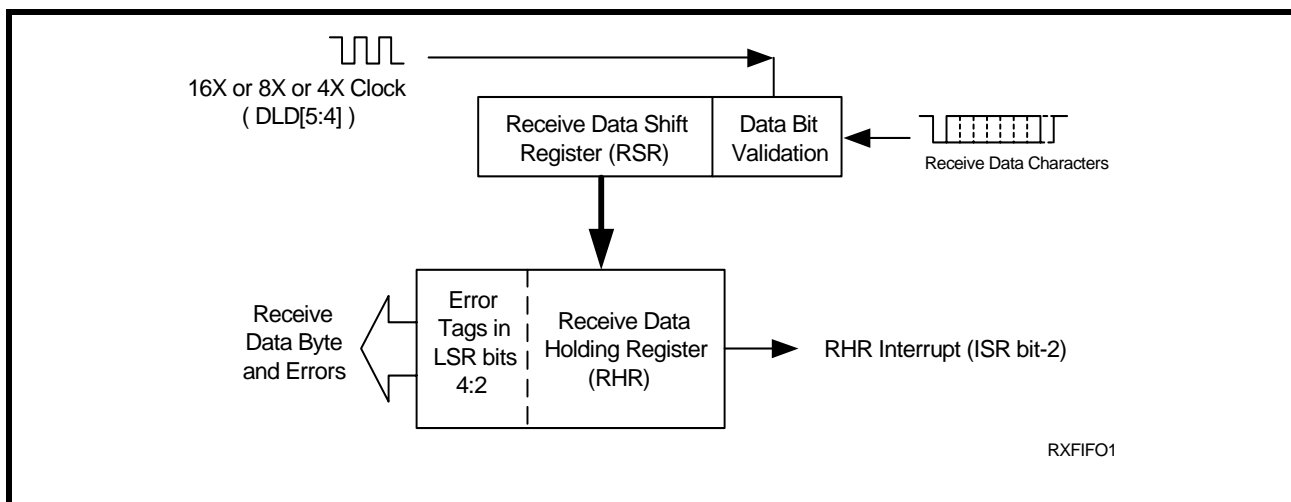 16X or 8X or 4X Clock
( DLD[5:4] )
Receive Data Shift
Register (RSR)
Data Bit
Validation
Receive Data Characters
Receive
Data Byte
and Errors
Error
Tags in
LSR bits
4:2
Receive Data
Holding Register
(RHR)
RHR Interrupt (ISR bit-2)
RXFIFO1